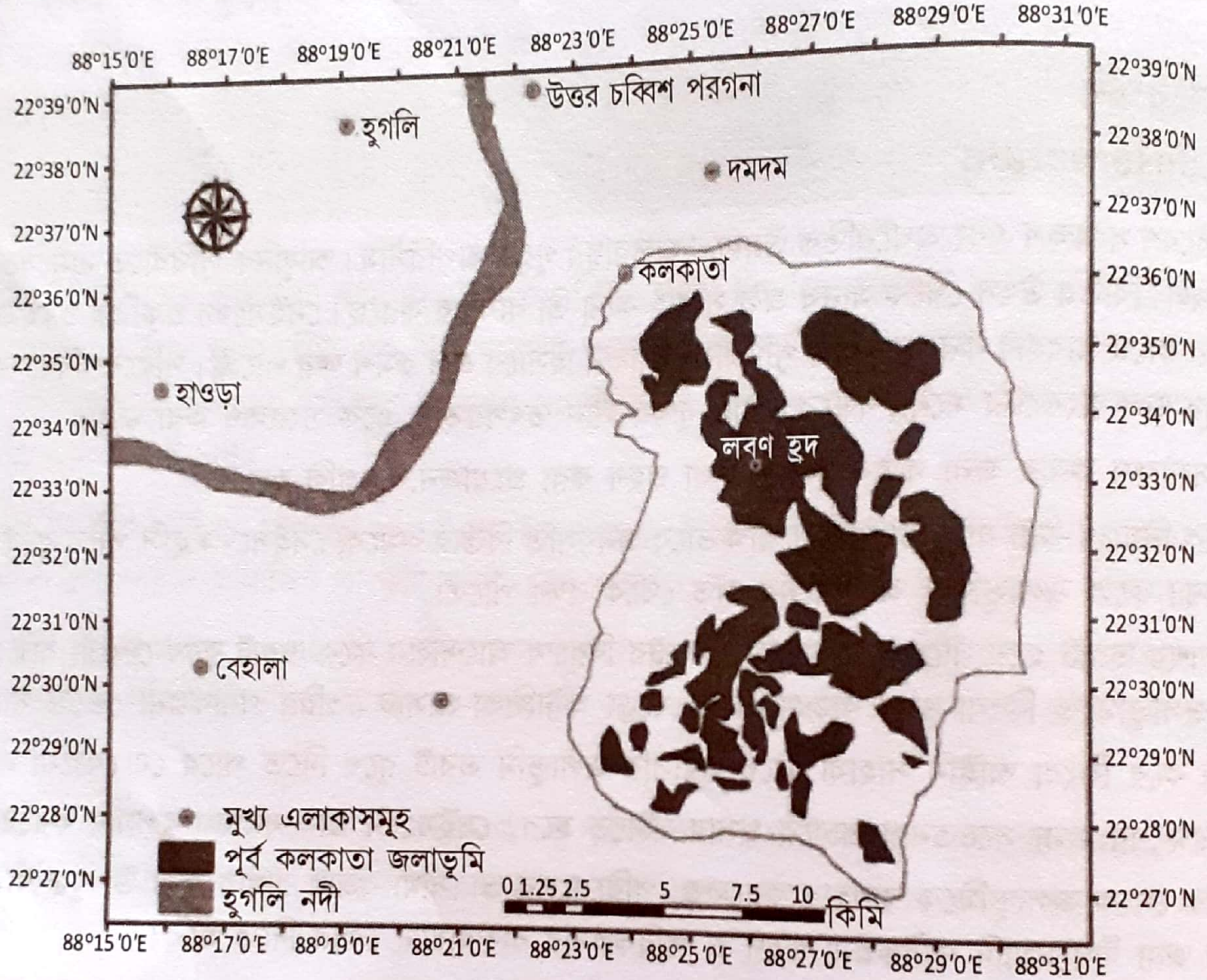 88°15'0'E 88°17'0'E 88°19'0'E 88°21'0'E 88°23'0'E 88°25'0'E 88°27'0'E 88°29'0'E 88°31'0'E
22°39'0'N
22°38'0'N
22°37'0'N
22°36'0'N
22°35'0'N
22°34'0'N
22°33'0'N
22°32'0'N
22°31'0'N
22°30'0'N
22°29'0'N
22°28'0'N
22°27'0'N
উত্তর চব্বিশ পরগনা
হুগলি
দমদম
কলকাতা
হাওড়া
লবণ হ্রদ
বেহালা
মুখ্য এলাকাসমূহ
পূর্ব কলকাতা জলাভূমি
হুগলি নদী
0 1.25 2.5 5 7.5 10 কিমি
22°39'0'N
22°38'0'N
22°37'0'N
22°36'0'N
22°35'0'N
22°34'0'N
22°33'0'N
22°32'0'N
22°31'0'N
22°30'0'N
22°29'0'N
22°28'0'N
22°27'0'N
88°15'0'E 88°17'0'E 88°19'0'E 88°21'0'E 88°23'0'E 88°25'0'E 88°27'0'E 88°29'0'E 88°31'0'E